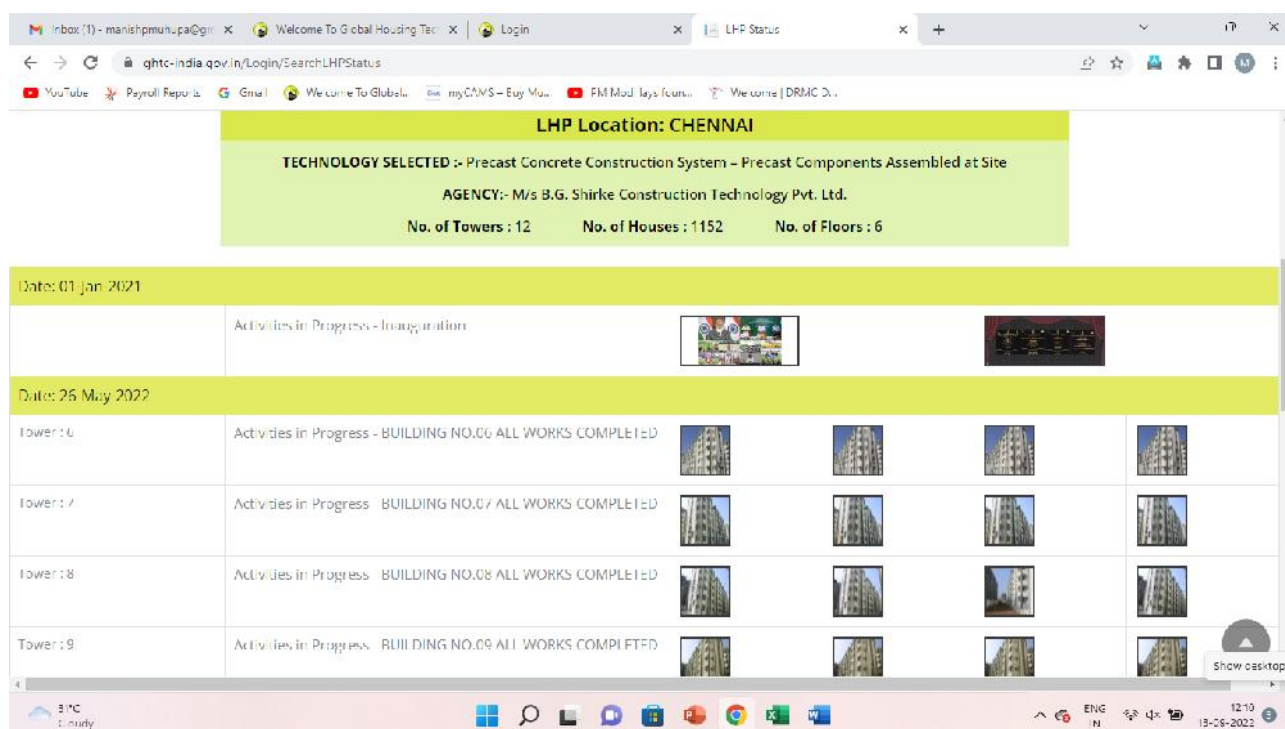 Inbox (1) - manishpmuhupa@gm
Welcome To Global Housing Tec
Login
LHP Status
ghtc-india.gov.in/Login/SearchLHPStatus
YouTube
Payroll Reports
Gmail
Welcome To Global...
myCAMS – Buy Mu...
PM Modi lays foun...
Welcome | DRMC D...
LHP Location: CHENNAI
TECHNOLOGY SELECTED :- Precast Concrete Construction System – Precast Components Assembled at Site
AGENCY:- M/s B.G. Shirke Construction Technology Pvt. Ltd.
No. of Towers : 12 No. of Houses : 1152 No. of Floors : 6
Date: 01-Jan-2021
Activities in Progress - Inauguration
Date: 26-May-2022
Tower : 6 Activities in Progress - BUILDING NO.06 ALL WORKS COMPLETED
Tower : 7 Activities in Progress - BUILDING NO.07 ALL WORKS COMPLETED
Tower : 8 Activities in Progress - BUILDING NO.08 ALL WORKS COMPLETED
Tower : 9 Activities in Progress - BUILDING NO.09 ALL WORKS COMPLETED
Show desktop
31°C
Cloudy
ENG
IN
12:10
13-09-2022